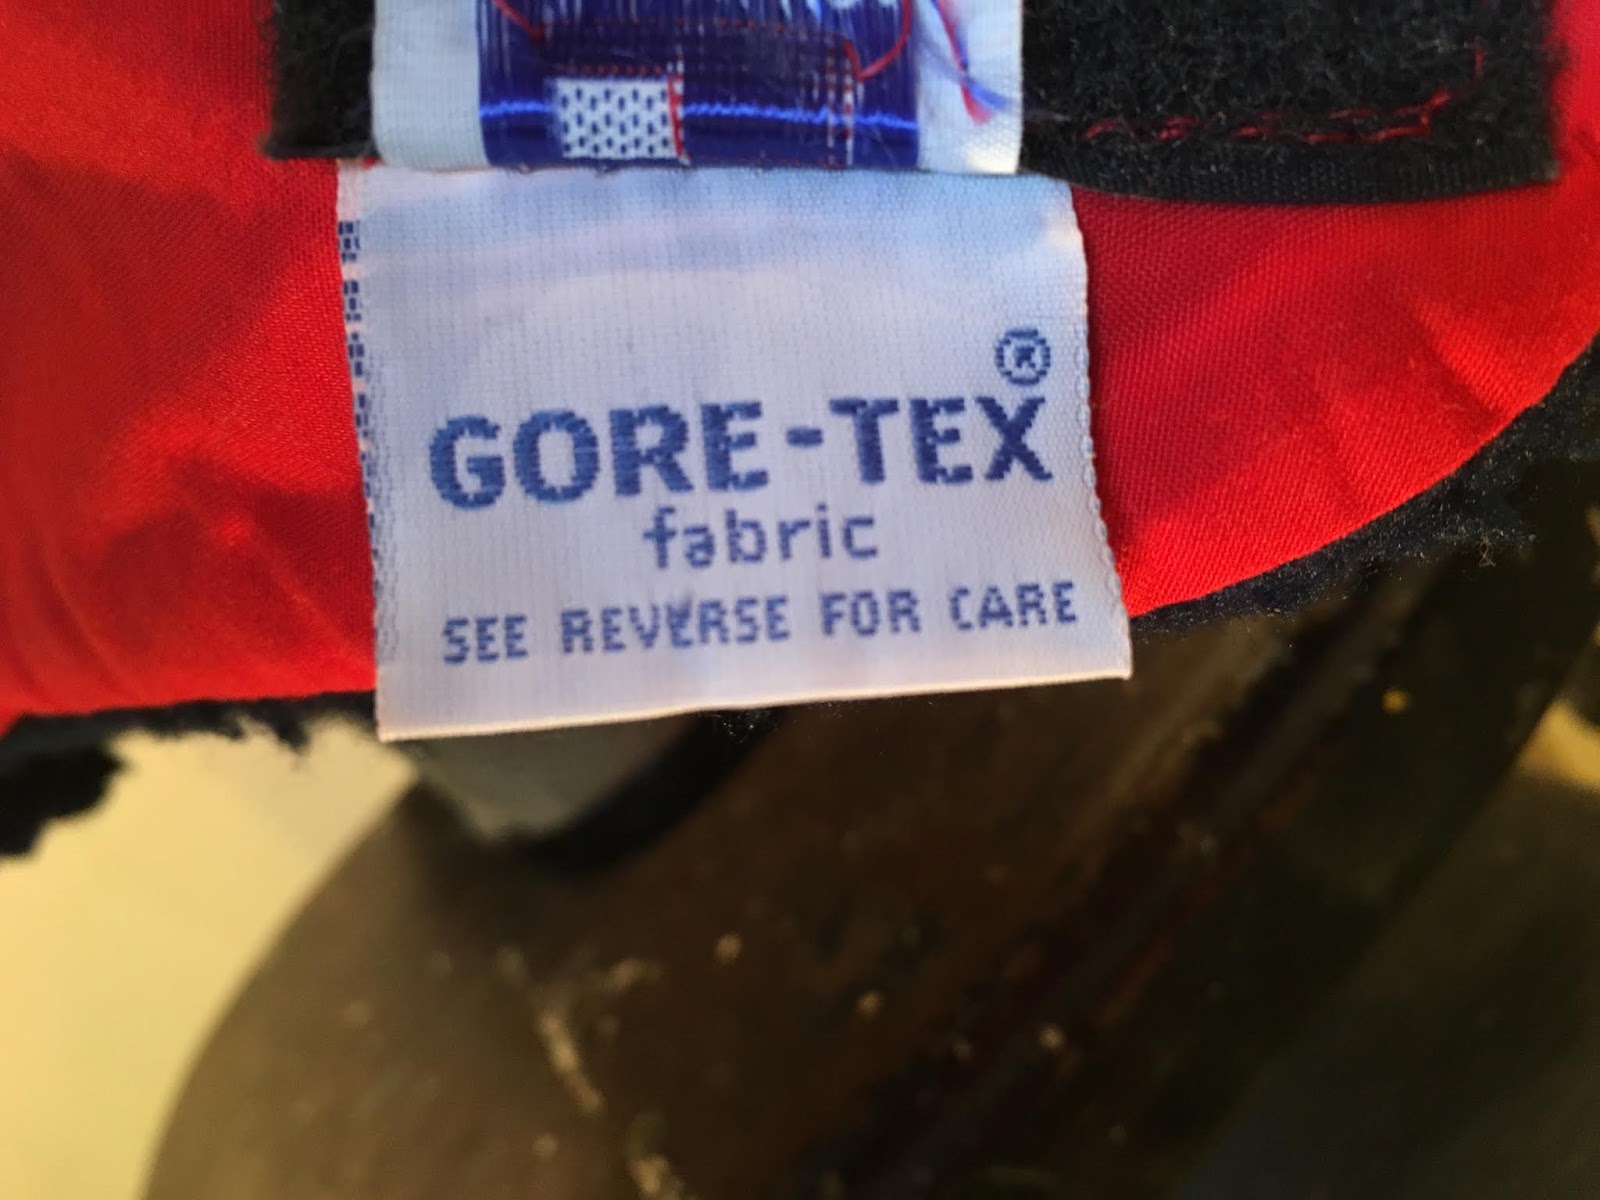 ®
GORE-TEX
fabric
SEE REVERSE FOR CARE